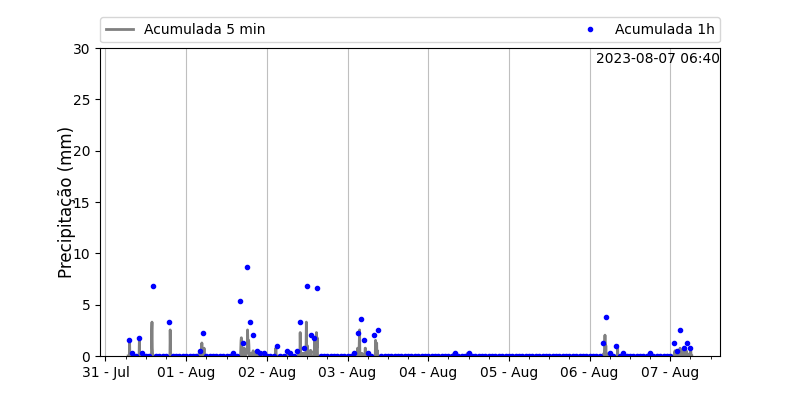 Acumulada 5 min Acumulada 1h
2023-08-07 06:40
Precipitação (mm)
30
25
20
15
10
5
0
31 - Jul 01 - Aug 02 - Aug 03 - Aug 04 - Aug 05 - Aug 06 - Aug 07 - Aug